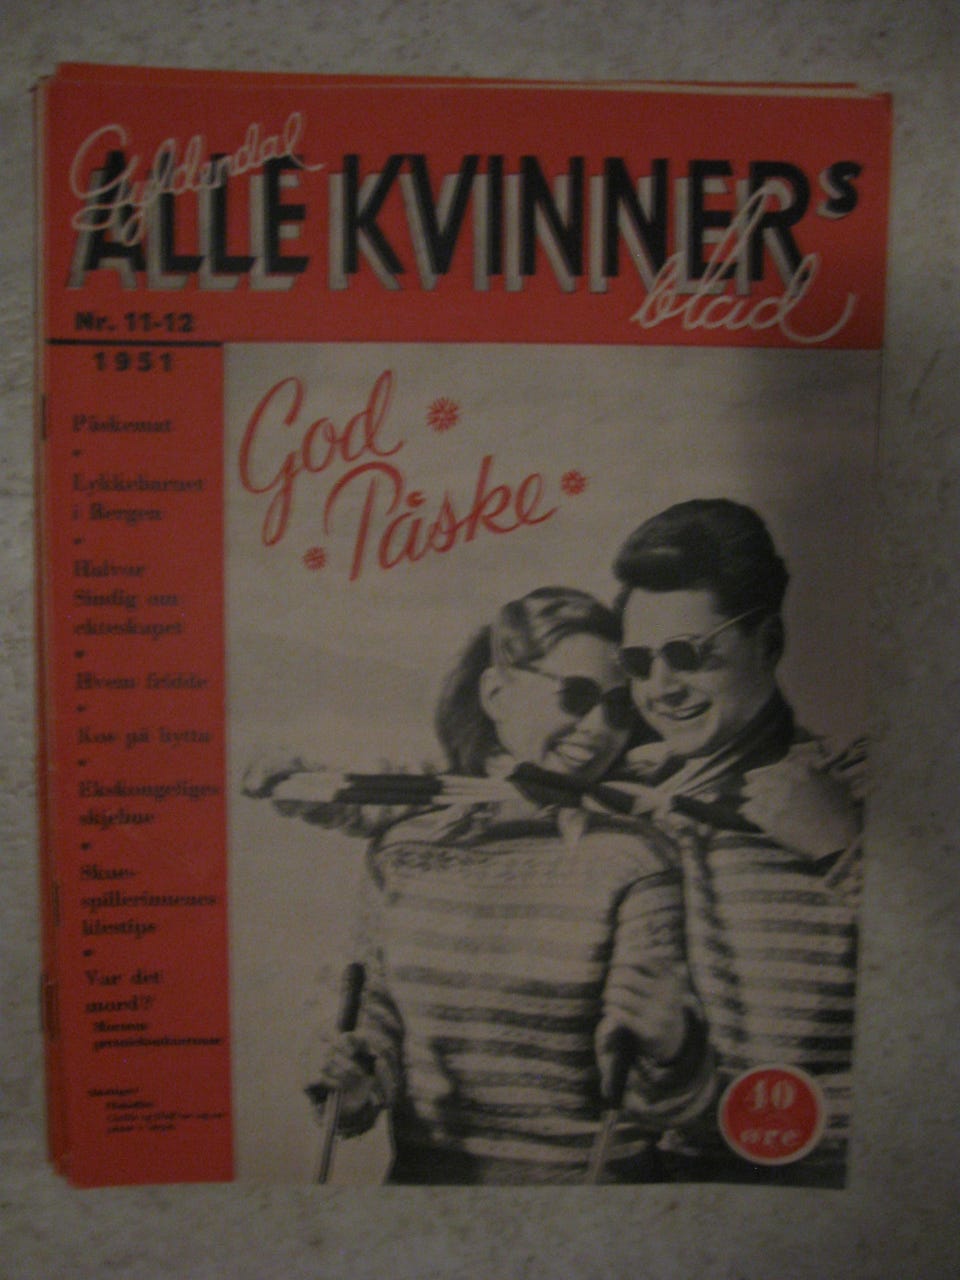 Gyldendal
ALLE KVINNERS
blad
Nr. 11-12
1951
God
Påske
Påskemat
Lykkebarnet
i Bergen
Halvor
Sindig om
ekteskapet
Hvem fridde
Kos på hytta
Ekskongeliges
skjebne
Skue-
spillerinnenes
Var det
mord?
40
øre